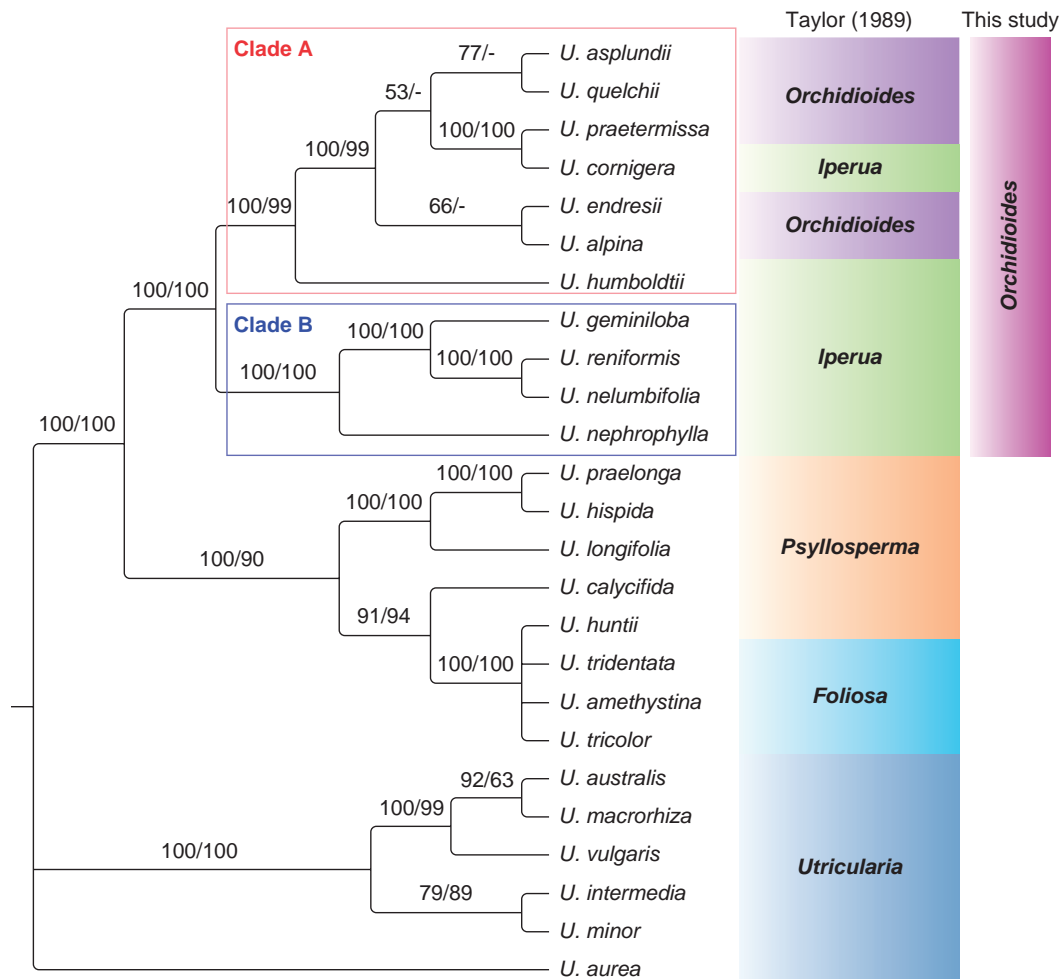 Taylor (1989)
This study
Clade A
77/-
U. asplundii
53/-
U. quelchii
Orchidioides
100/100
U. praetermissa
100/99
U. cornigera
Iperua
100/99
66/-
U. endresii
Orchidioides
U. alpina
Orchidioides
U. humboldtii
100/100
Clade B
100/100
U. geminiloba
100/100
U. reniformis
Iperua
100/100
U. nelumbifolia
100/100
U. nephrophylla
100/100
U. praelonga
100/100
U. hispida
100/90
U. longifolia
Psyllosperma
U. calycifida
91/94
U. huntii
100/100
U. tridentata
U. amethystina
Foliosa
U. tricolor
92/63
U. australis
100/99
U. macrorhiza
100/100
U. vulgaris
Utricularia
79/89
U. intermedia
U. minor
U. aurea